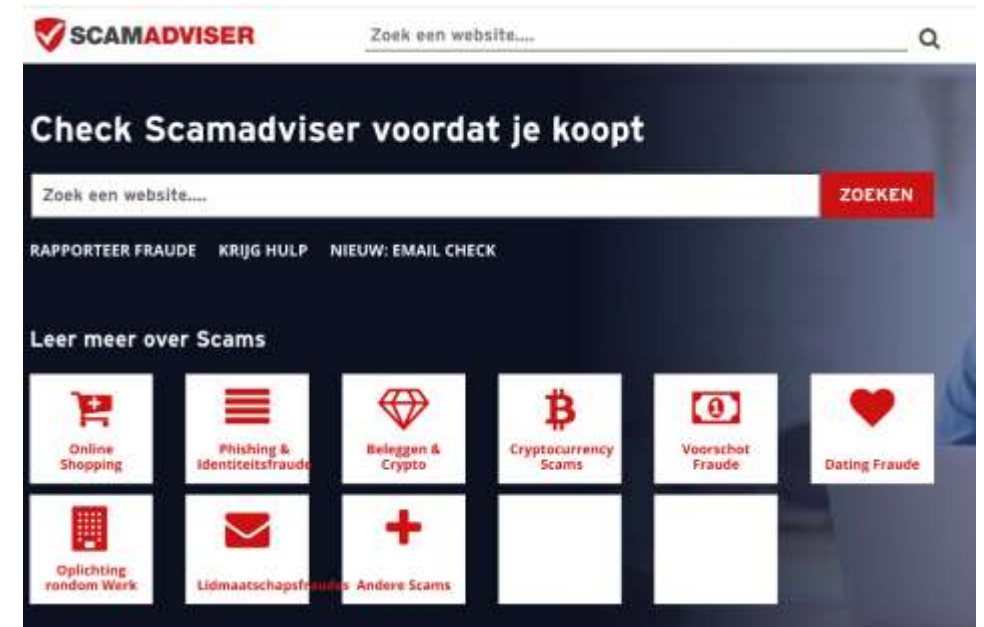 SCAMADVISER
Zoek een website....
Check Scamadviser voordat je koopt
Zoek een website....
ZOEKEN
RAPPORTEER FRAUDE KRIJG HULP NIEUW: EMAIL CHECK
Leer meer over Scams
Online
Shopping
Phishing &
Identiteitsfraude
Beleggen &
Crypto
Cryptocurrency
Scams
Voorschot
Fraude
Dating Fraude
Oplichting
rondom Werk
Lidmaatschapsfraudes
Andere Scams